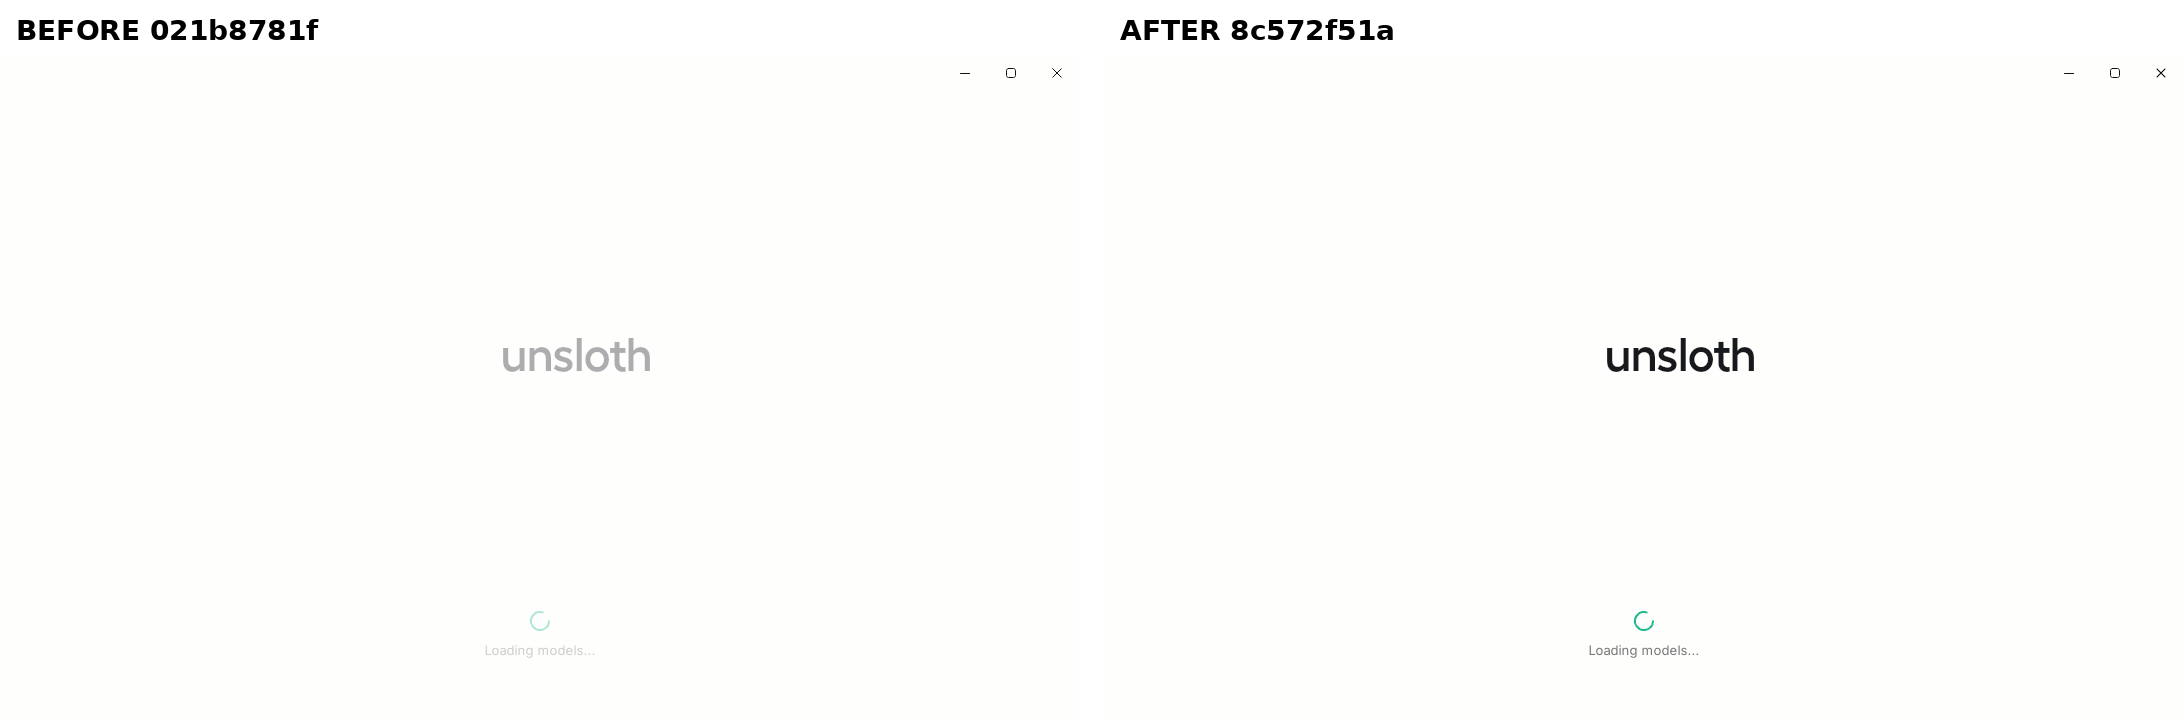 BEFORE 021b8781f
AFTER 8c572f51a
unsloth
unsloth
Loading models...
Loading models...